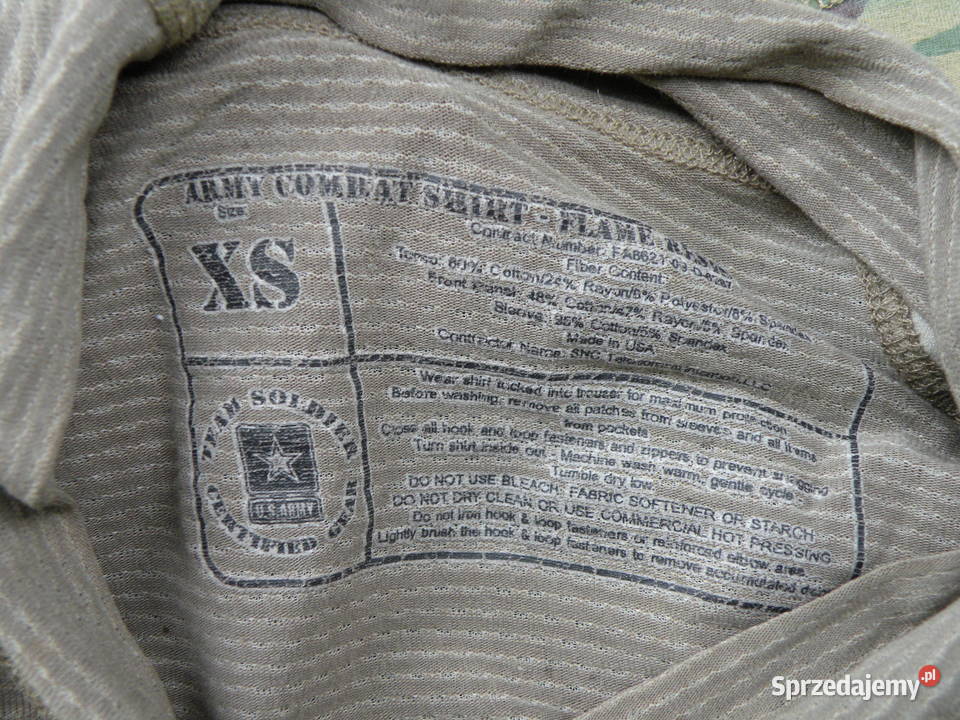 ARMY COMBAT SHIRT - FLAME RESIS
Size
XS
Contract Number: FA8621-03-D-
Fiber Content:
Torso: 60% Cotton/24% Rayon/8% Polyester/8% Spandex
Front Panel: 48% Cotton/47% Rayon/5% Spandex
Sleeve: 95% Cotton/5% Spandex
Made in USA
Contractor Name: SNC LLC
TEAM SOLDIER
U.S. ARMY
CERTIFIED GEAR
Wear shirt tucked into trouser for maximum protection
Before washing, remove all patches from sleeves and all items
from pockets
Close all hook and loop fasteners and zippers to prevent snagging
Turn shirt inside out. Machine wash warm, gentle cycle.
Tumble dry low
DO NOT USE BLEACH, FABRIC SOFTENER OR STARCH
DO NOT DRY CLEAN OR USE COMMERCIAL HOT PRESSING
Do not iron hook & loop fasteners or reinforced elbow area
Lightly brush the hook & loop fasteners to remove accumulated
Sprzedajemy.pl